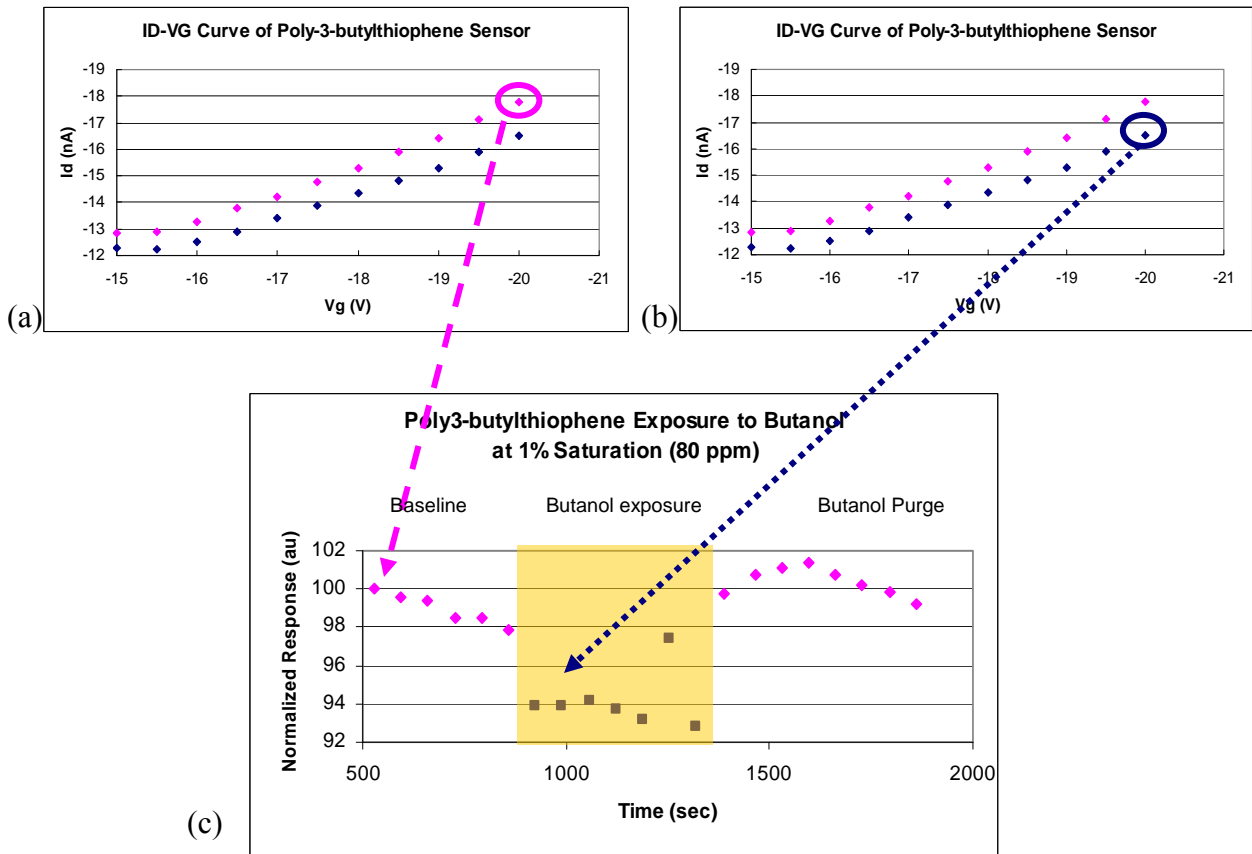 ID-VG Curve of Poly-3-butylthiophene Sensor
-19
-18
-17
-16
-15
-14
-13
-12
Id (nA)
-15 -16 -17 -18 -19 -20 -21
Vg (V)
(a)
ID-VG Curve of Poly-3-butylthiophene Sensor
-19
-18
-17
-16
-15
-14
-13
-12
Id (nA)
-15 -16 -17 -18 -19 -20 -21
Vg (V)
(b)
Poly3-butylthiophene Exposure to Butanol
at 1% Saturation (80 ppm)
Baseline Butanol exposure Butanol Purge
102
100
98
96
94
92
Normalized Response (au)
500 1000 1500 2000
Time (sec)
(c)